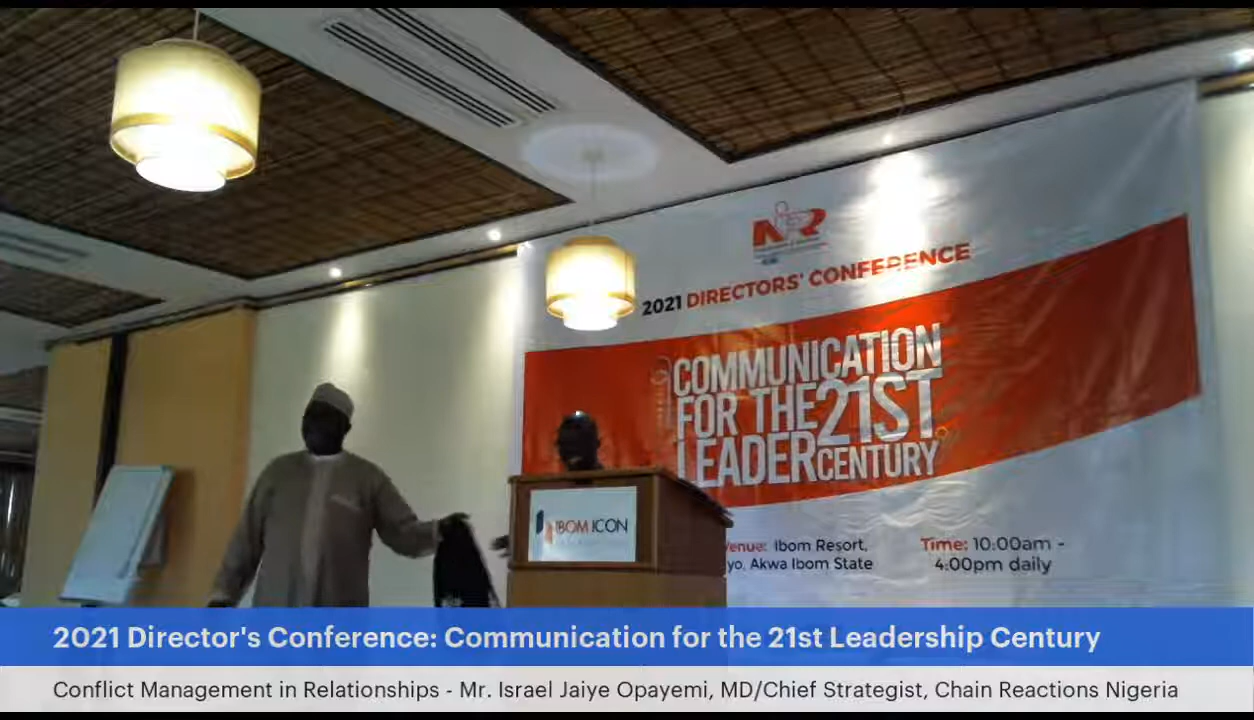 2021 DIRECTORS' CONFERENCE
COMMUNICATION
FOR THE 21ST
LEADER CENTURY
IBOM ICON
Venue: Ibom Resort,
yo, Akwa Ibom State
Time: 10:00am -
4:00pm daily
2021 Director's Conference: Communication for the 21st Leadership Century
Conflict Management in Relationships - Mr. Israel Jaiye Opayemi, MD/Chief Strategist, Chain Reactions Nigeria